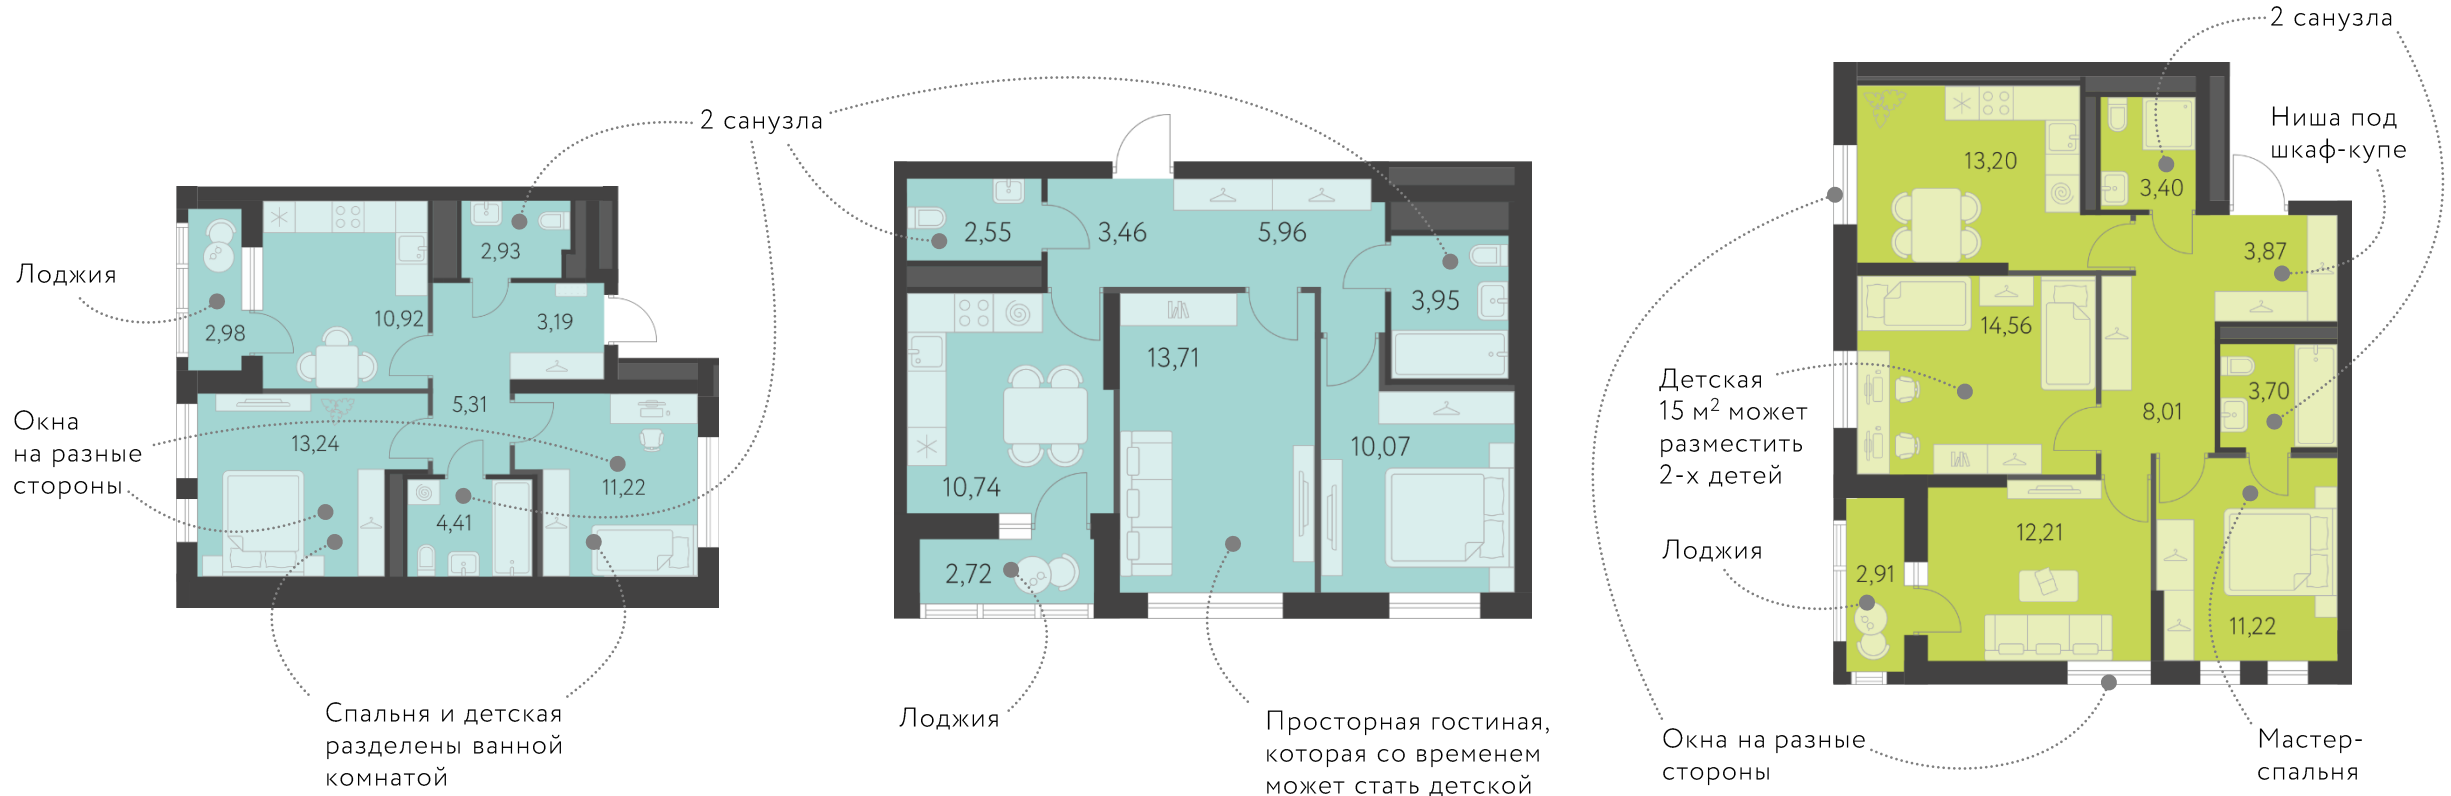 2 санузла
Лоджия
Окна
на разные
стороны
2,98
10,92
2,93
3,19
5,31
13,24
4,41
11,22
Спальня и детская
разделены ванной
комнатой
2,55
3,46
5,96
3,95
13,71
10,74
10,07
2,72
Лоджия
Просторная гостиная,
которая со временем
может стать детской
2 санузла
Ниша под
шкаф-купе
13,20
3,40
3,87
14,56
3,70
8,01
12,21
2,91
11,22
Детская
15 м² может
разместить
2-х детей
Лоджия
Окна на разные
стороны
Мастер-
спальня